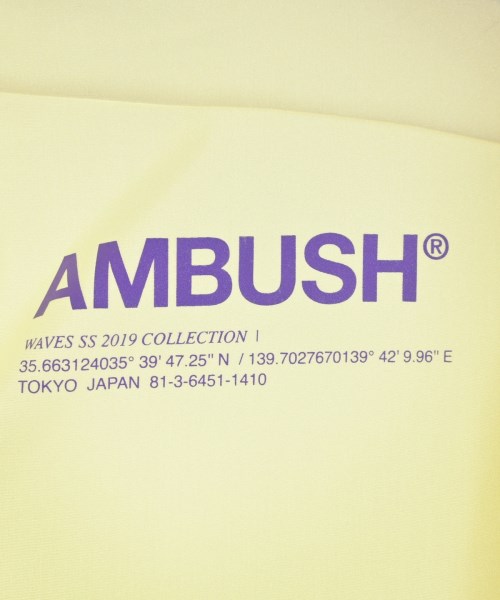 AMBUSH®
WAVES SS 2019 COLLECTION |
35.663124035° 39' 47.25" N / 139.7027670139° 42' 9.96" E
TOKYO JAPAN 81-3-6451-1410